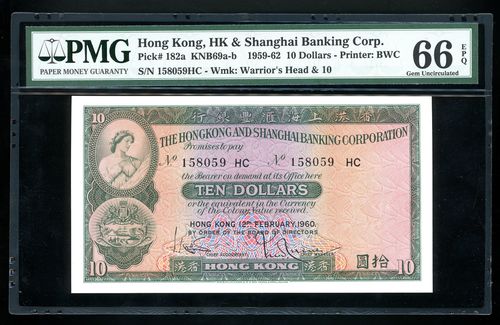 PMG
PAPER MONEY GUARANTY
Hong Kong, HK & Shanghai Banking Corp.
Pick# 182a KNB69a-b 1959-62 10 Dollars - Printer: BWC
S/N 158059HC - Wmk: Warrior's Head & 10
66 EPQ
Gem Uncirculated
10 行銀豐滙海上港香 10
THE HONGKONG AND SHANGHAI BANKING CORPORATION
Promises to pay
No 158059 HC No 158059 HC
the Bearer on demand at its Office here
TEN DOLLARS
or the equivalent in the Currency
of the Colony, Value received.
HONG KONG 12TH FEBRUARY, 1960.
BY ORDER OF THE BOARD OF DIRECTORS
CHIEF ACCOUNTANT
10 港香 HONG KONG 港香 圓拾 10